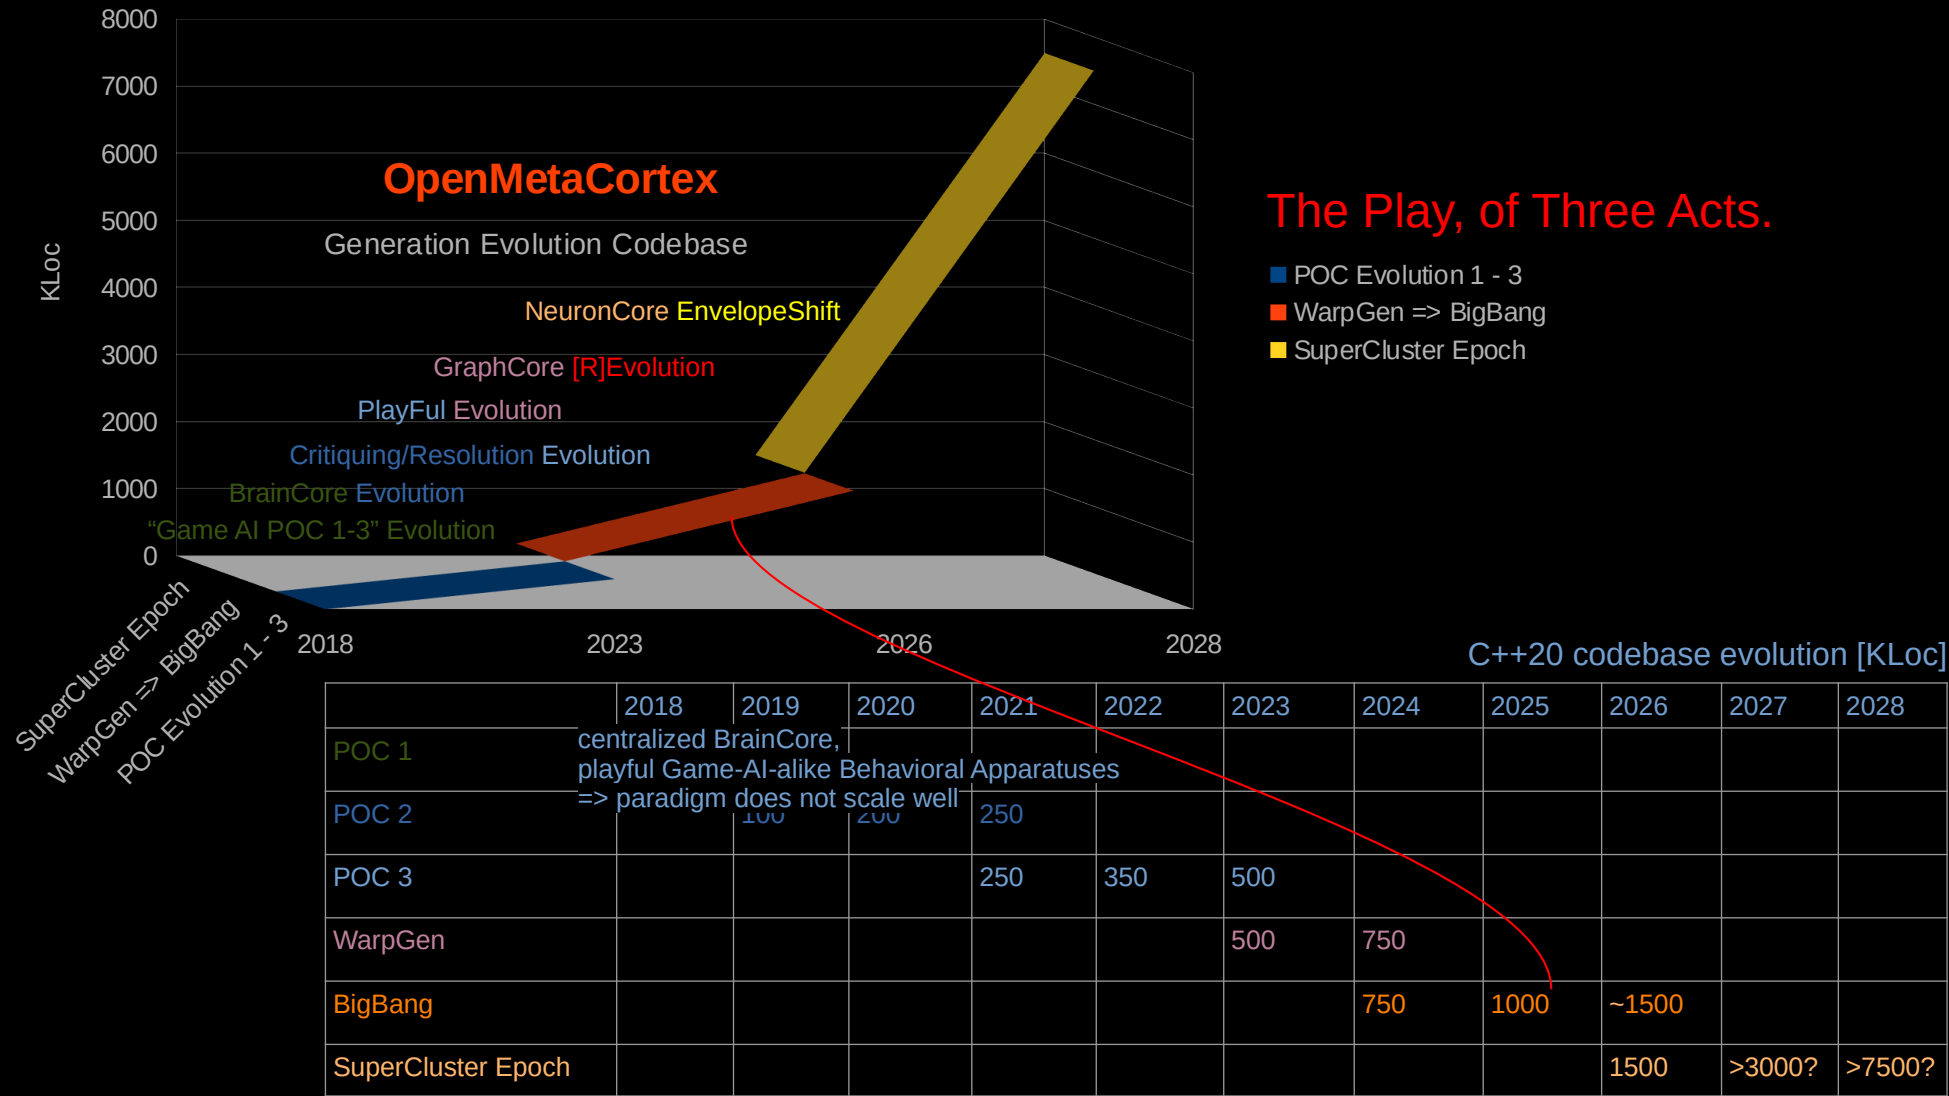 8000
7000
6000
5000
4000
3000
2000
1000
0
KLoc
OpenMetaCortex
Generation Evolution Codebase
NeuronCore EnvelopeShift
GraphCore [R]Evolution
PlayFul Evolution
Critiquing/Resolution Evolution
BrainCore Evolution
“Game AI POC 1-3” Evolution
The Play, of Three Acts.
POC Evolution 1 - 3
WarpGen => BigBang
SuperCluster Epoch
SuperCluster Epoch
WarpGen => BigBang
POC Evolution 1 - 3
2018 2023 2026 2028
C++20 codebase evolution [KLoc]
2018 2019 2020 2021 2022 2023 2024 2025 2026 2027 2028
POC 1
centralized BrainCore,
playful Game-AI-alike Behavioral Apparatuses
=> paradigm does not scale well
POC 2 100 200 250
POC 3 250 350 500
WarpGen 500 750
BigBang 750 1000 ~1500
SuperCluster Epoch 1500 >3000? >7500?